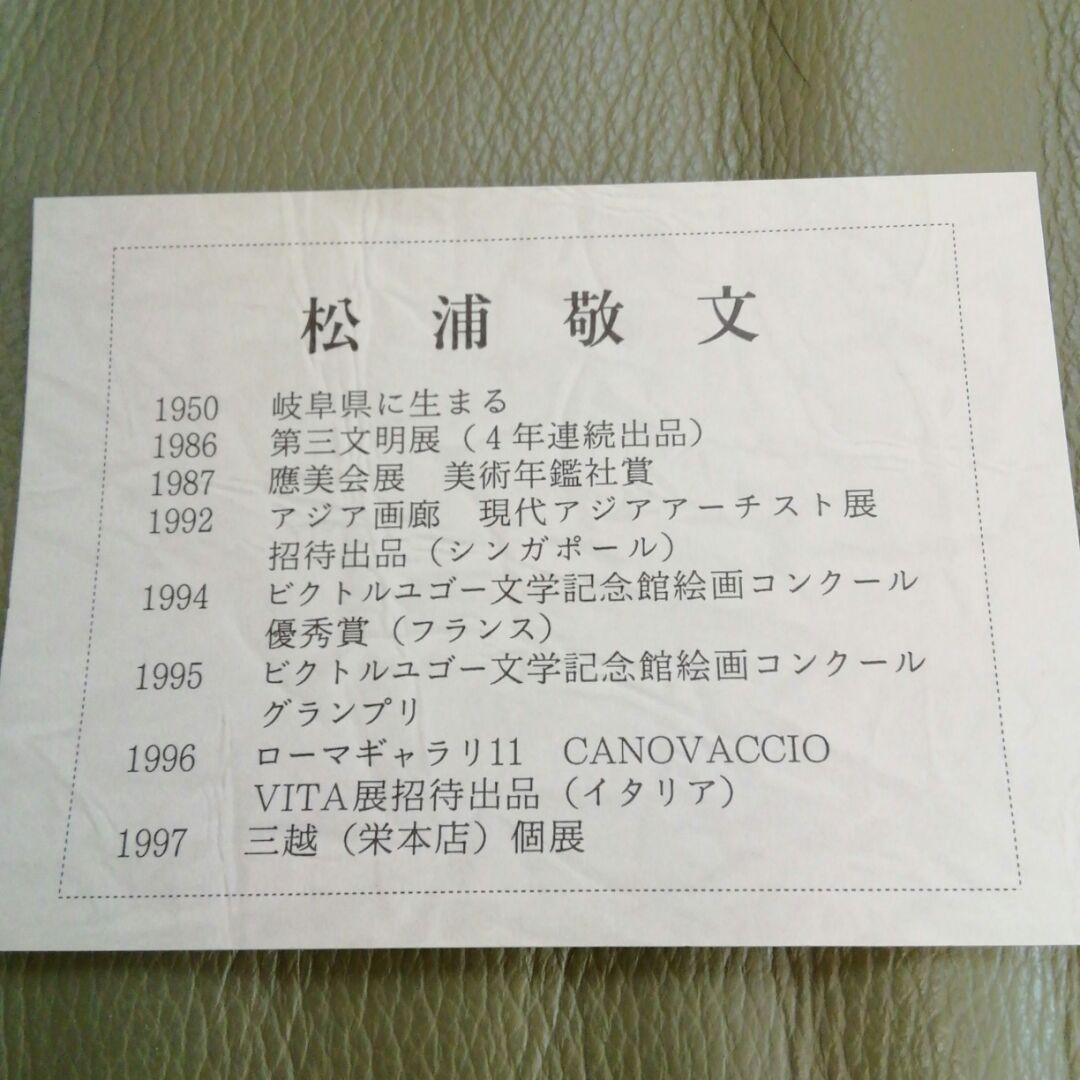 松浦敬文
1950 岐阜県に生まる
1986 第三文明展（4年連続出品）
1987 應美会展　美術年鑑社賞
1992 アジア画廊　現代アジアアーチスト展
招待出品（シンガポール）
1994 ビクトルユゴー文学記念館絵画コンクール
優秀賞（フランス）
1995 ビクトルユゴー文学記念館絵画コンクール
グランプリ
1996 ローマギャラリ11　CANOVACCIO
VITA展招待出品（イタリア）
1997 三越（栄本店）個展